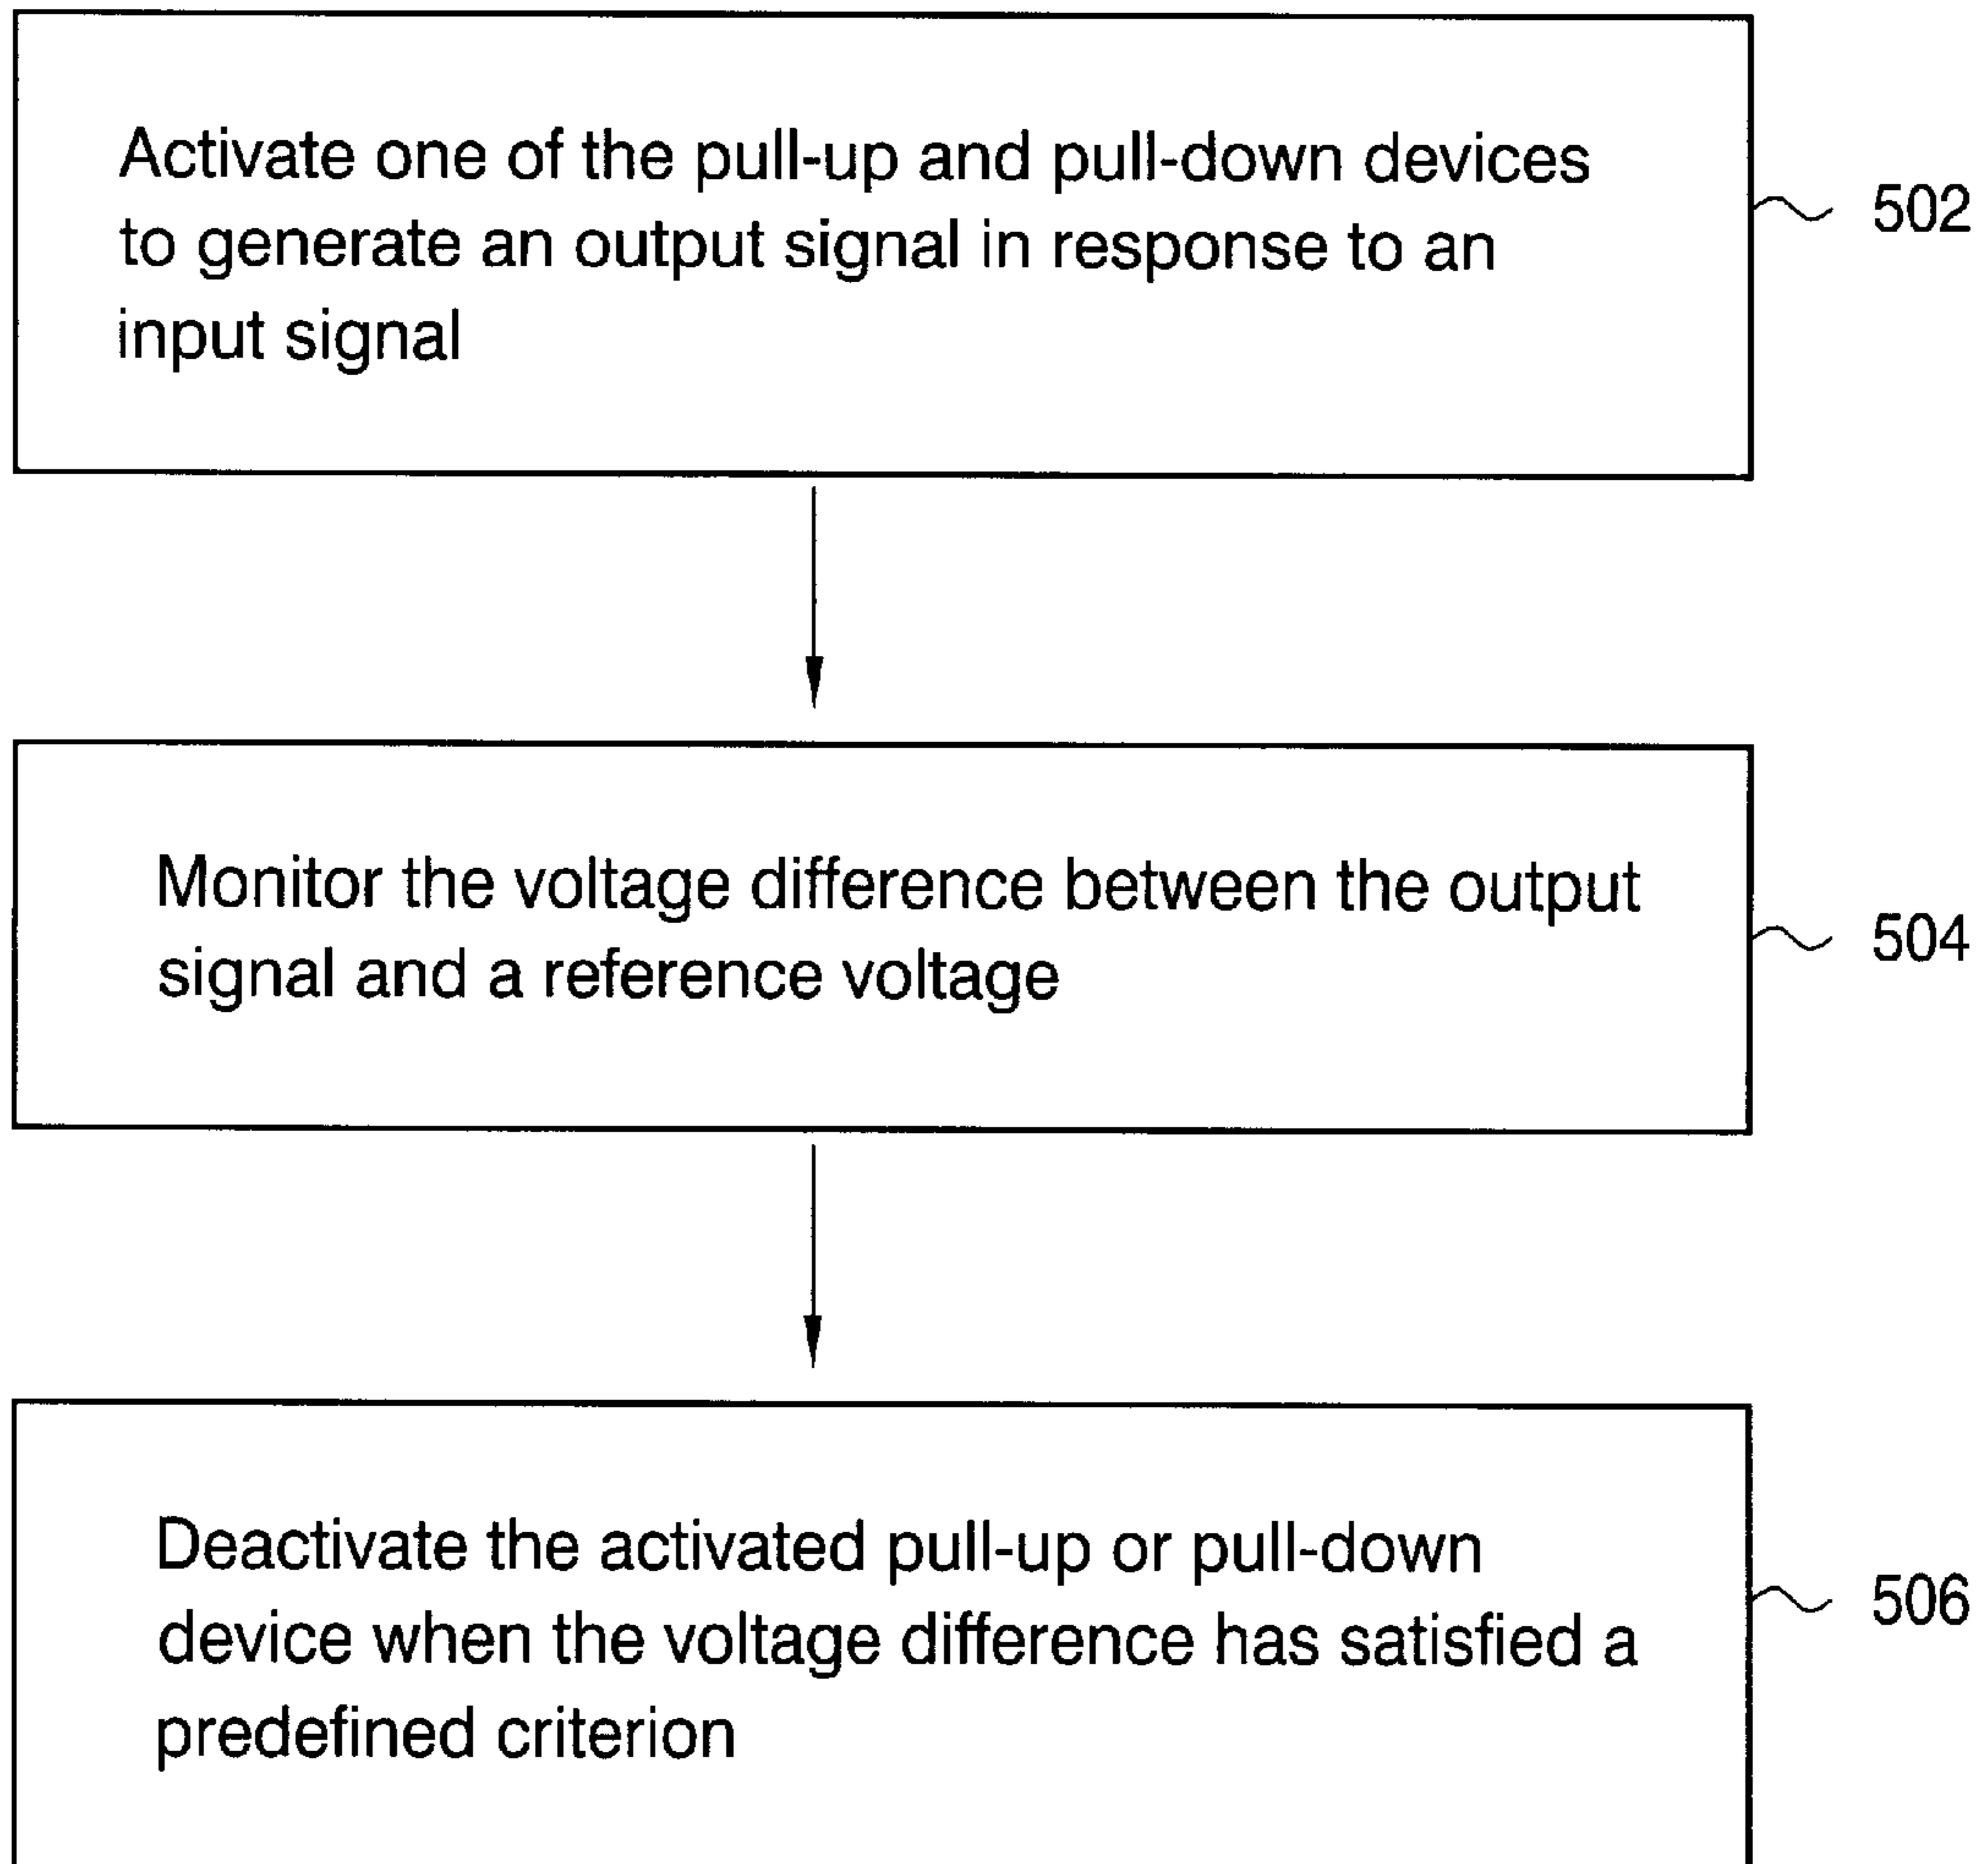 Activate one of the pull-up and pull-down devices
to generate an output signal in response to an
input signal
502
Monitor the voltage difference between the output
signal and a reference voltage
504
Deactivate the activated pull-up or pull-down
device when the voltage difference has satisfied a
predefined criterion
506